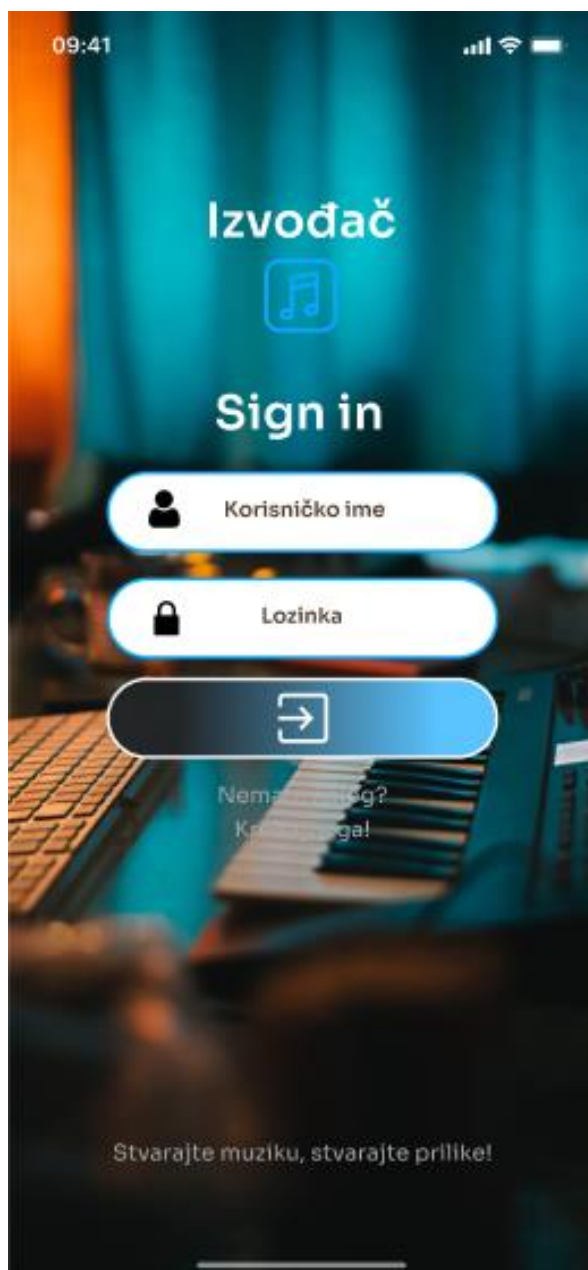 09:41
Izvođač
Sign in
Korisničko ime
Lozinka
Stvarajte muziku, stvarajte prilike!